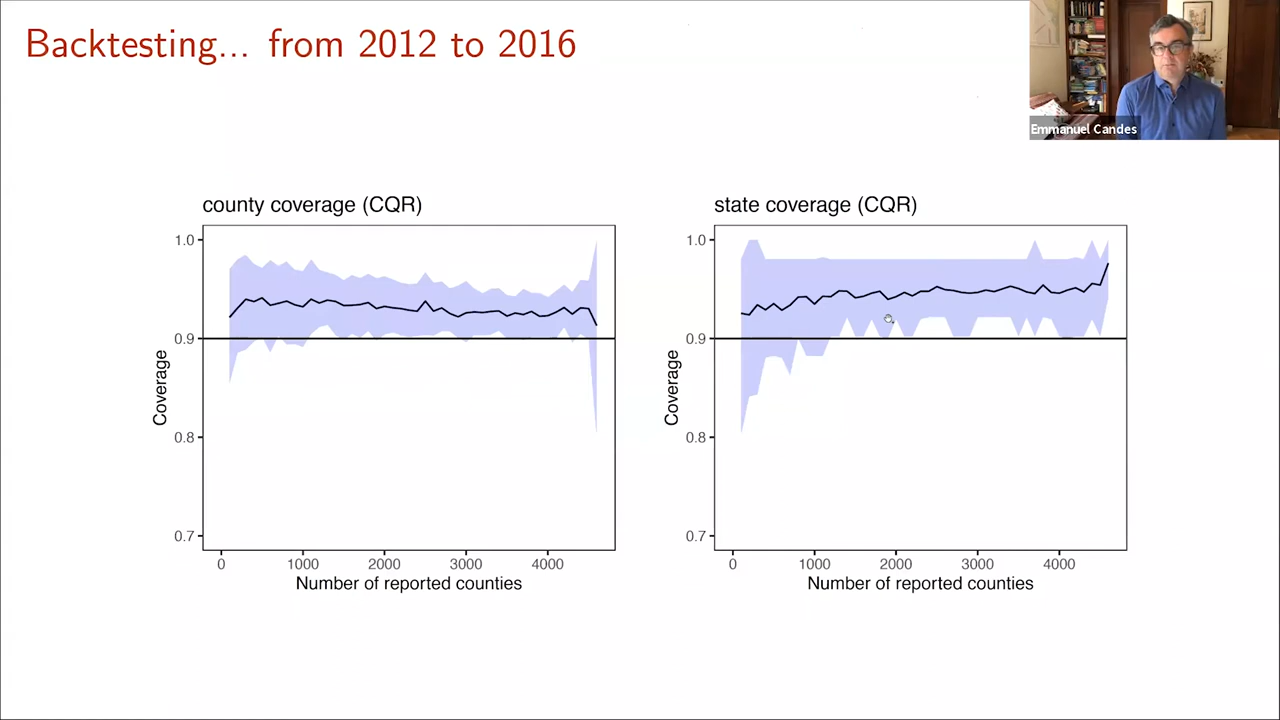 Backtesting... from 2012 to 2016
Emmanuel Candes
county coverage (CQR)
1.0
0.9
0.8
0.7
Coverage
0 1000 2000 3000 4000
Number of reported counties
state coverage (CQR)
1.0
0.9
0.8
0.7
Coverage
0 1000 2000 3000 4000
Number of reported counties